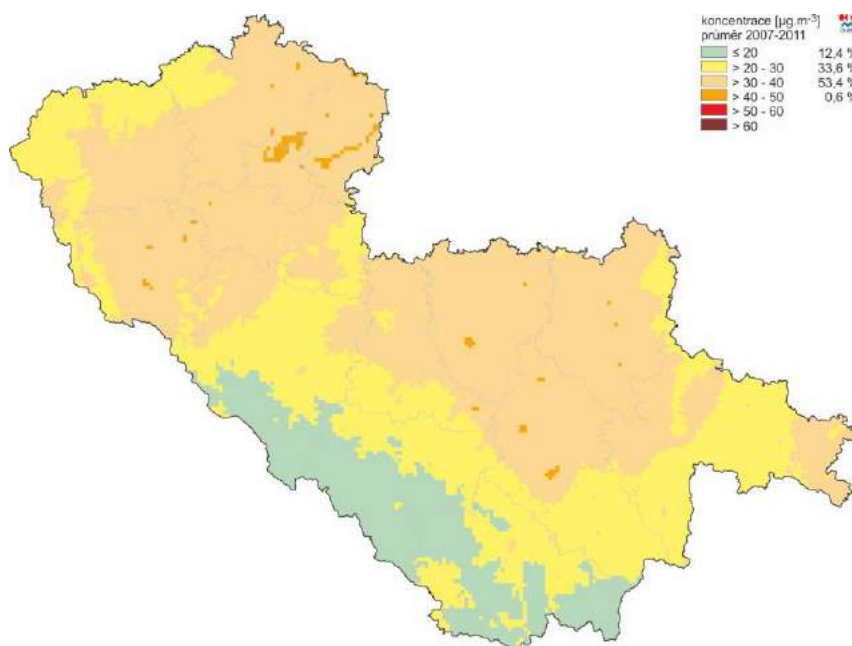 koncentrace [µg.m-³]
průměr 2007-2011
≤ 20 12,4 %
> 20 - 30 33,6 %
> 30 - 40 53,4 %
> 40 - 50 0,6 %
> 50 - 60
> 60